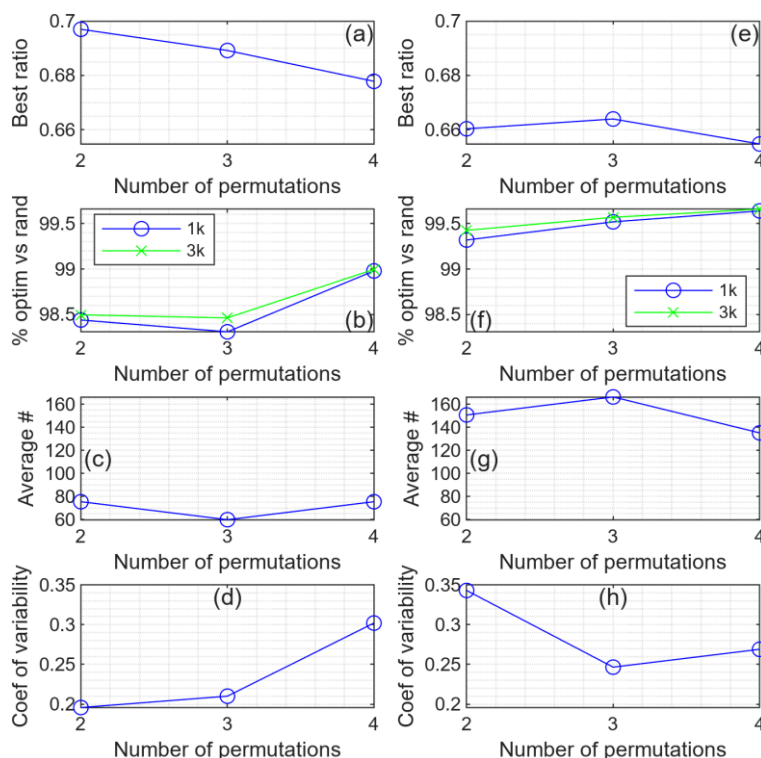 0.7
0.68
0.66
Best ratio
(a)
2
3
4
Number of permutations
99.5
99
98.5
% optim vs rand
1k
3k
(b)
2
3
4
Number of permutations
160
140
120
100
80
60
Average #
(c)
2
3
4
Number of permutations
0.35
0.3
0.25
0.2
Coef of variability
(d)
2
3
4
Number of permutations
0.7
0.68
0.66
Best ratio
(e)
2
3
4
Number of permutations
99.5
99
98.5
% optim vs rand
1k
3k
(f)
2
3
4
Number of permutations
160
140
120
100
80
60
Average #
(g)
2
3
4
Number of permutations
0.35
0.3
0.25
0.2
Coef of variability
(h)
2
3
4
Number of permutations